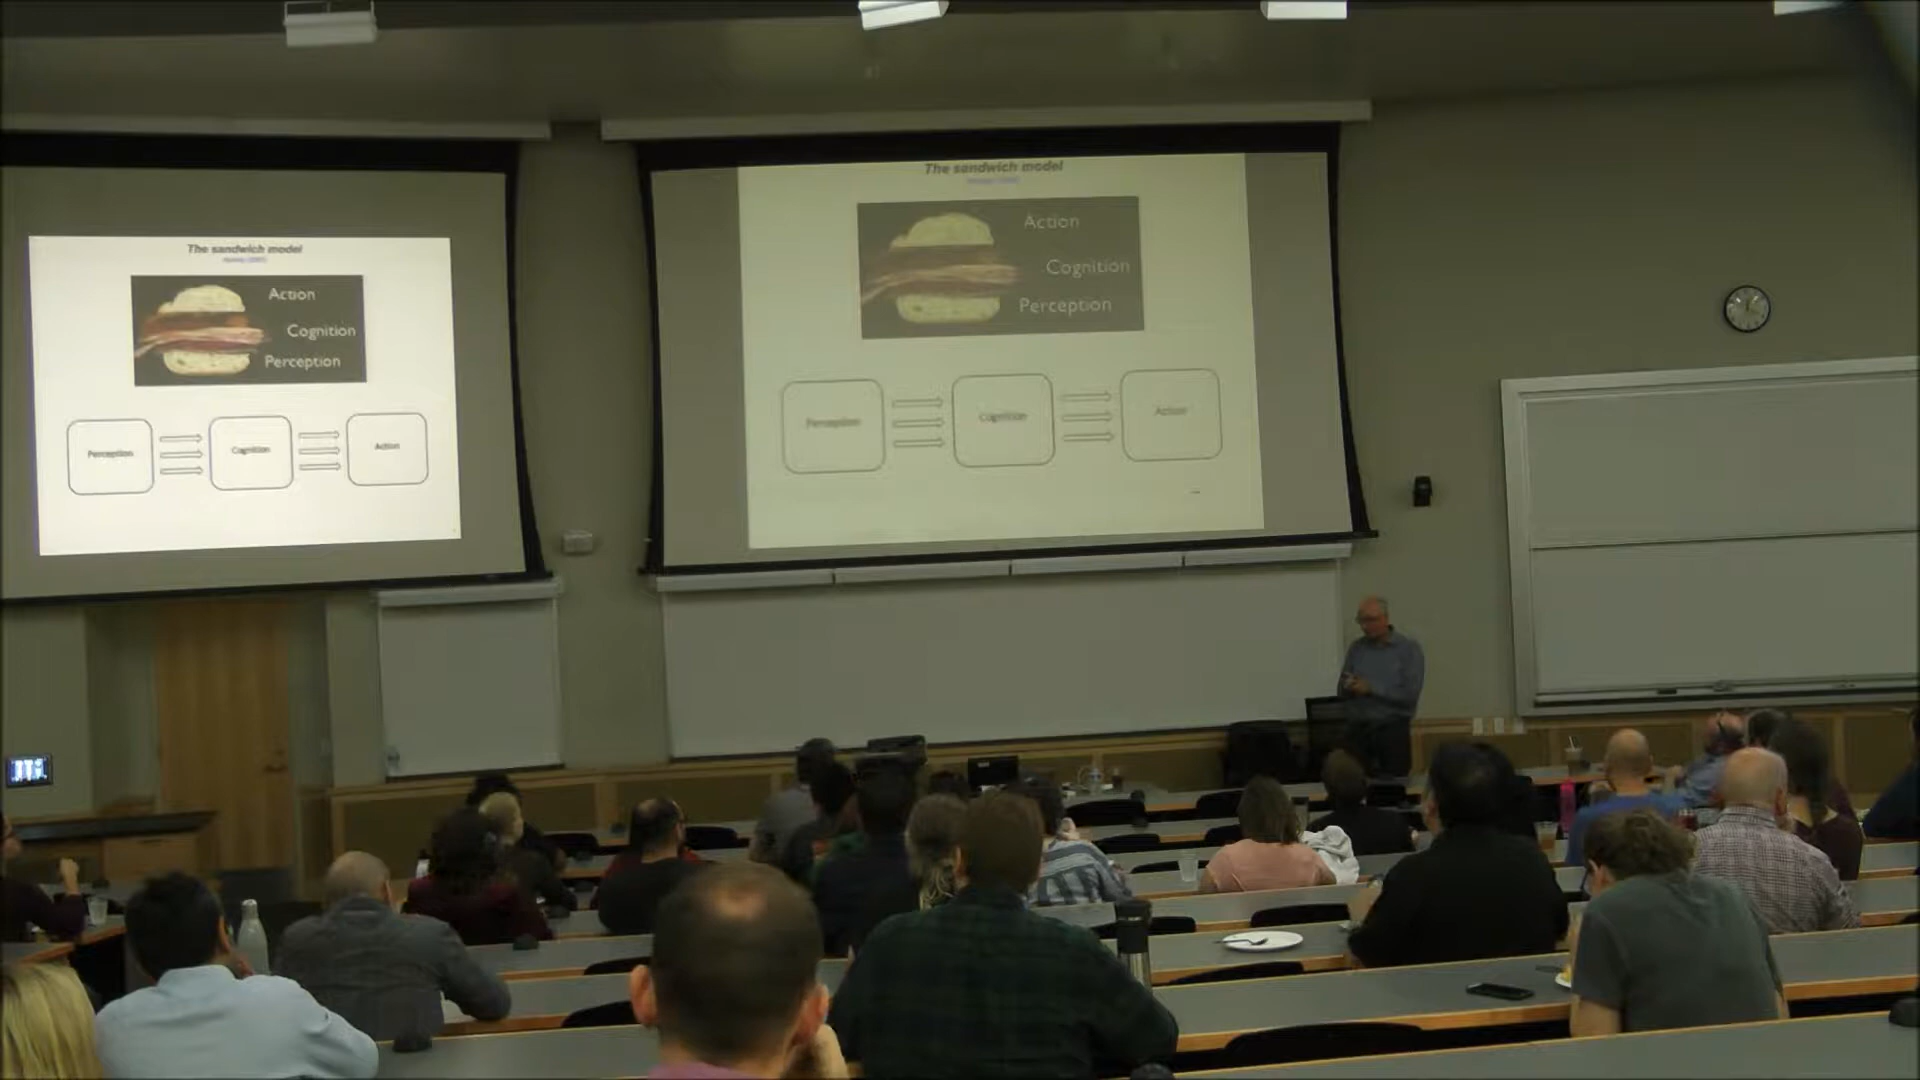 The sandwich model
Action
Cognition
Perception
Perception
Cognition
Action
The sandwich model
Action
Cognition
Perception
Perception
Cognition
Action